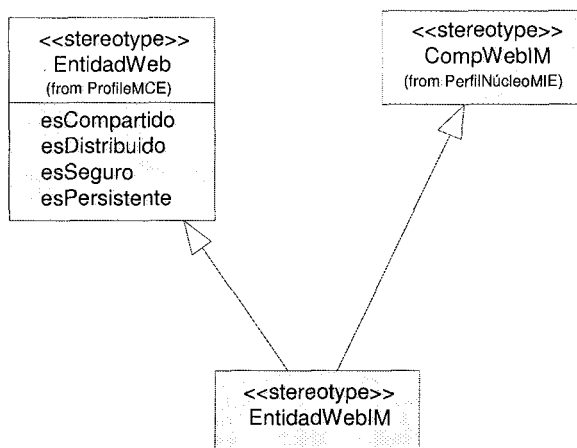 <<stereotype>>
EntidadWeb
(from ProfileMCE)
esCompartido
esDistribuido
esSeguro
esPersistente
<<stereotype>>
CompWebIM
(from PerfilNúcleoMIE)
<<stereotype>>
EntidadWebIM